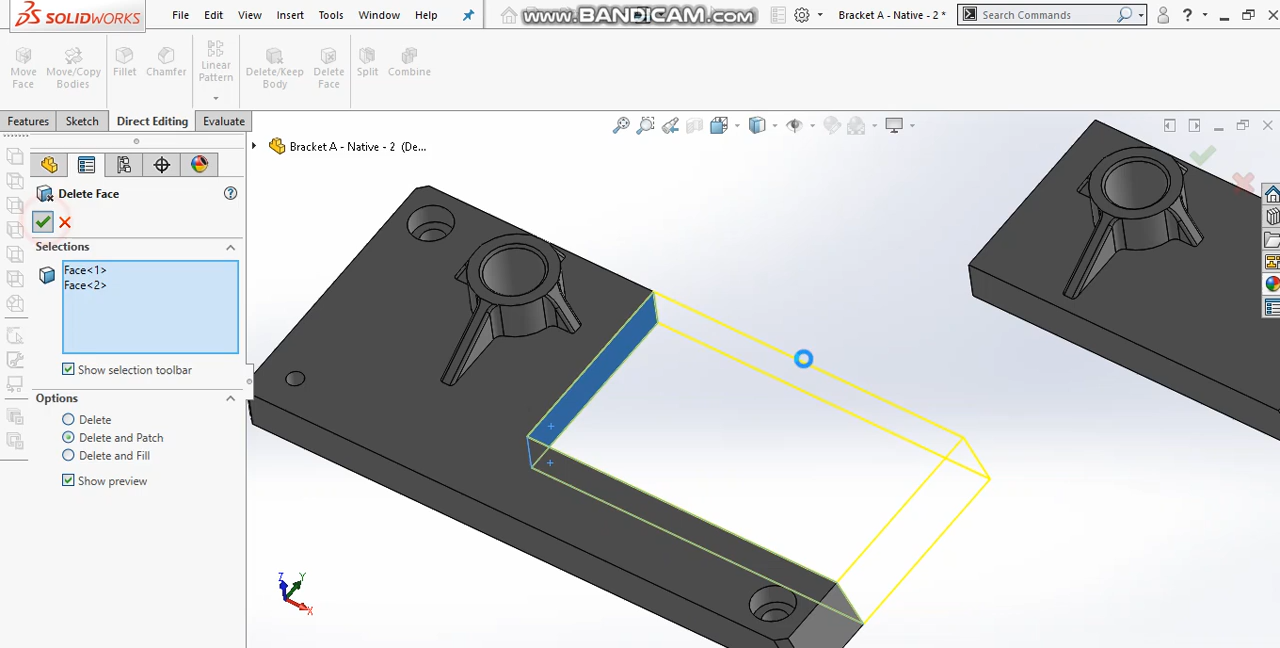 SOLIDWORKS
File Edit View Insert Tools Window Help
www.BANDICAM.com
Bracket A - Native - 2 *
Search Commands
?
Move Face
Move/Copy Bodies
Fillet
Chamfer
Linear Pattern
Delete/Keep Body
Delete Face
Split
Combine
Features Sketch Direct Editing Evaluate
Bracket A - Native - 2 (De...
Delete Face
Selections
Face<1>
Face<2>
Show selection toolbar
Options
Delete
Delete and Patch
Delete and Fill
Show preview
Z Y
X